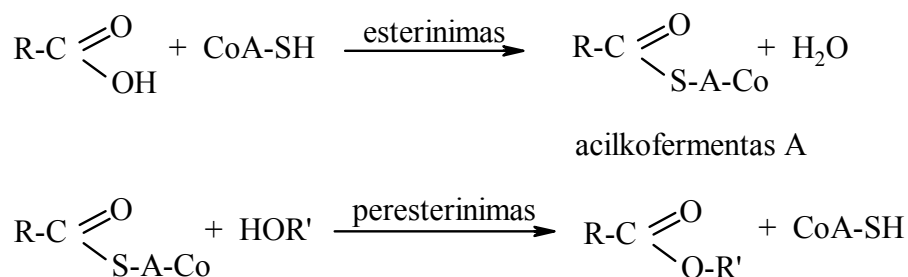 R-C O OH + CoA-SH esterinimas R-C O S-A-Co + H2O
acilkofermentas A
R-C O S-A-Co + HOR' peresterinimas R-C O O-R' + CoA-SH